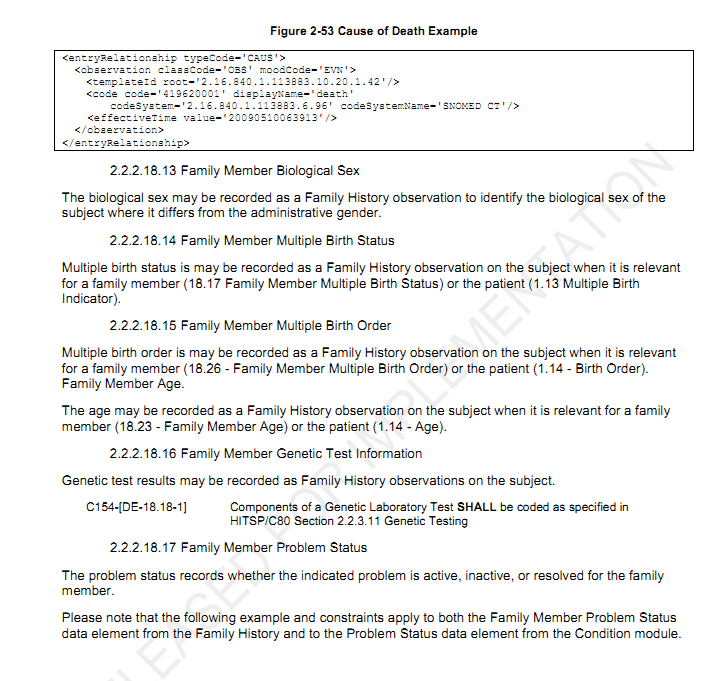 Figure 2-53 Cause of Death Example
<entryRelationship typeCode='CAUS'>
<observation classCode='OBS' moodCode='EVN'>
<templateId root='2.16.840.1.113883.10.20.1.42'/>
<code code='419620001' displayName='death'
codeSystem='2.16.840.1.113883.6.96' codeSystemName='SNOMED CT'/>
<effectiveTime value='20090510063913'/>
</observation>
</entryRelationship>
2.2.2.18.13 Family Member Biological Sex
The biological sex may be recorded as a Family History observation to identify the biological sex of the
subject where it differs from the administrative gender.
2.2.2.18.14 Family Member Multiple Birth Status
Multiple birth status is may be recorded as a Family History observation on the subject when it is relevant
for a family member (18.17 Family Member Multiple Birth Status) or the patient (1.13 Multiple Birth
Indicator).
2.2.2.18.15 Family Member Multiple Birth Order
Multiple birth order is may be recorded as a Family History observation on the subject when it is relevant
for a family member (18.26 - Family Member Multiple Birth Order) or the patient (1.14 - Birth Order).
Family Member Age.
The age may be recorded as a Family History observation on the subject when it is relevant for a family
member (18.23 - Family Member Age) or the patient (1.14 - Age).
2.2.2.18.16 Family Member Genetic Test Information
Genetic test results may be recorded as Family History observations on the subject.
C154-[DE-18.18-1] Components of a Genetic Laboratory Test SHALL be coded as specified in
HITSP/C80 Section 2.2.3.11 Genetic Testing
2.2.2.18.17 Family Member Problem Status
The problem status records whether the indicated problem is active, inactive, or resolved for the family
member.
Please note that the following example and constraints apply to both the Family Member Problem Status
data element from the Family History and to the Problem Status data element from the Condition module.
LEASED FOR IMPLEMENTATION